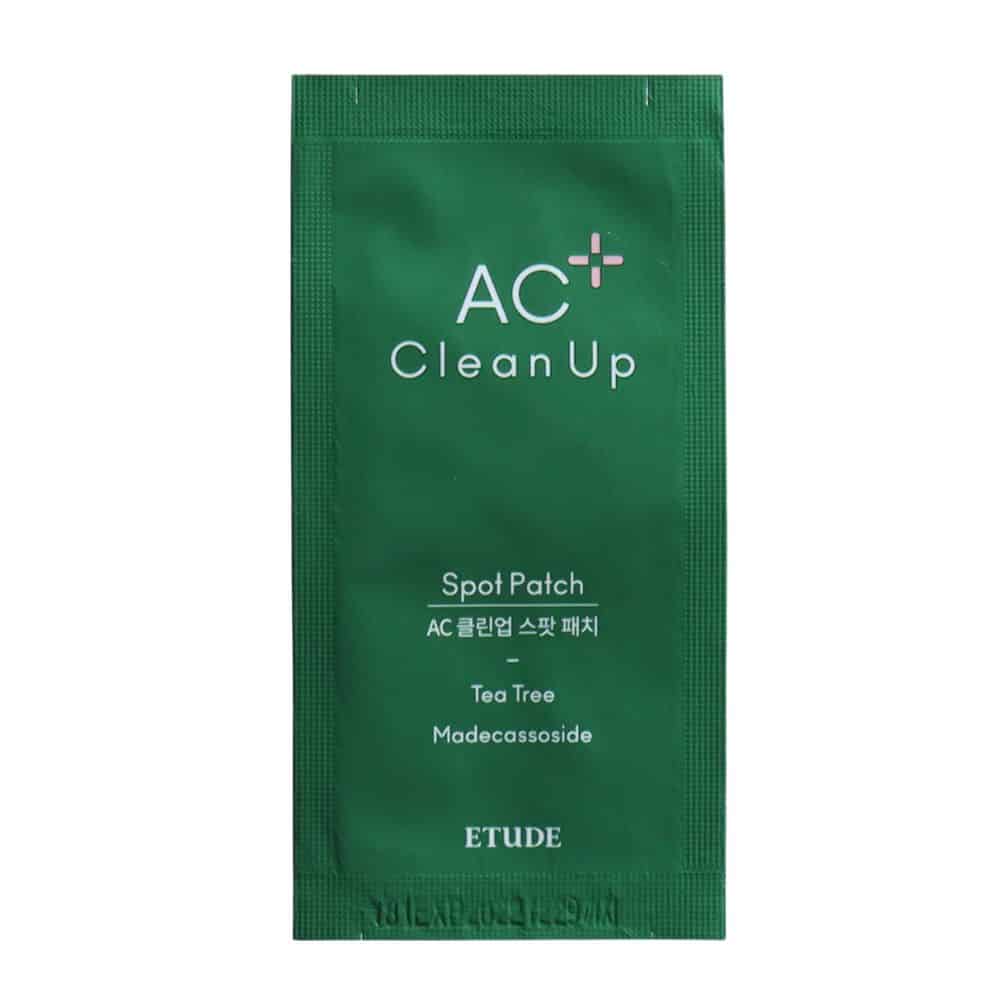 AC
Clean Up
Spot Patch
AC 클린업 스팟 패치
-
Tea Tree
Madecassoside
ETUDE